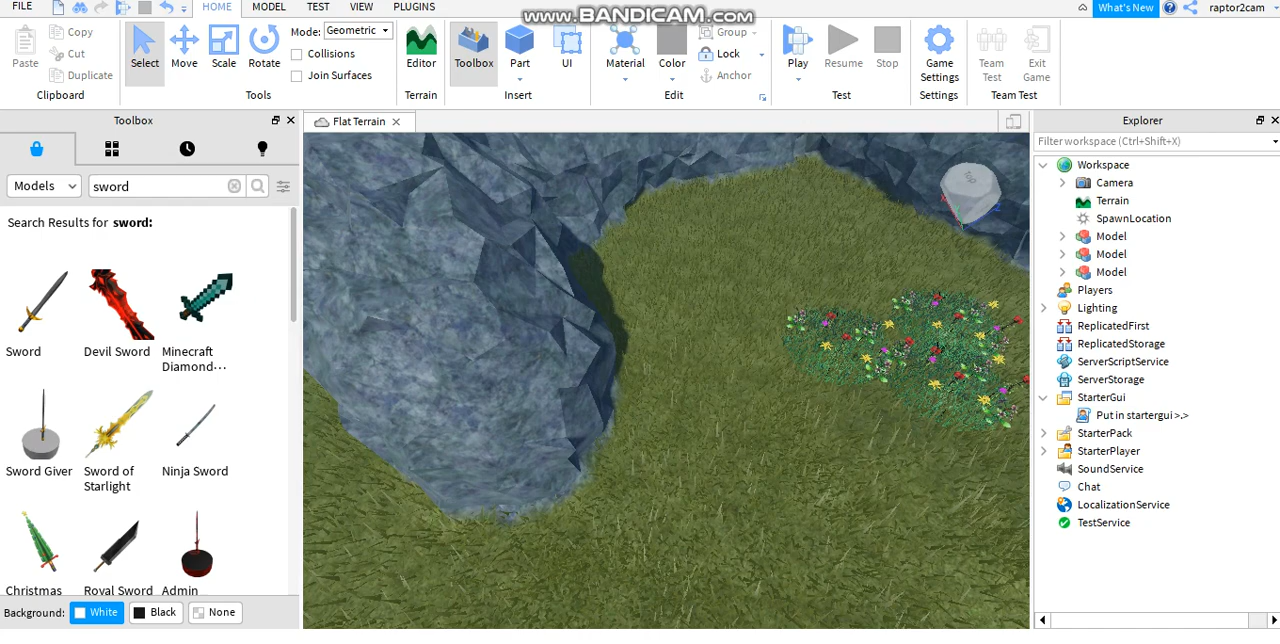 FILE HOME MODEL TEST VIEW PLUGINS www.BANDICAM.com What's New raptor2cam
Paste Copy Cut Duplicate Clipboard
Select Move Scale Rotate Mode: Geometric Collisions Join Surfaces Tools
Editor Terrain
Toolbox Part UI Insert
Material Color Group Lock Anchor Edit
Play Resume Stop Test
Game Settings Settings
Team Test Exit Game Team Test
Toolbox
Models sword
Search Results for sword:
Sword Devil Sword Minecraft Diamond...
Sword Giver Sword of Starlight Ninja Sword
Christmas Royal Sword Admin
Background: White Black None
Flat Terrain
Top
Explorer
Filter workspace (Ctrl+Shift+X)
Workspace
Camera
Terrain
SpawnLocation
Model
Model
Model
Players
Lighting
ReplicatedFirst
ReplicatedStorage
ServerScriptService
ServerStorage
StarterGui
Put in startergui >.>
StarterPack
StarterPlayer
SoundService
Chat
LocalizationService
TestService